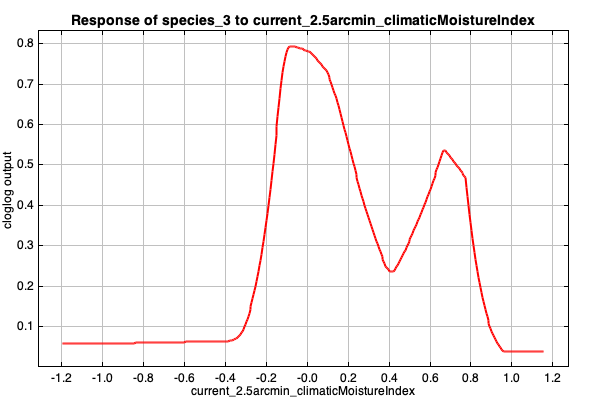 Response of species_3 to current_2.5arcmin_climaticMoistureIndex
0.8
0.7
0.6
0.5
0.4
0.3
0.2
0.1
cloglog output
-1.2 -1.0 -0.8 -0.6 -0.4 -0.2 -0.0 0.2 0.4 0.6 0.8 1.0 1.2
current_2.5arcmin_climaticMoistureIndex